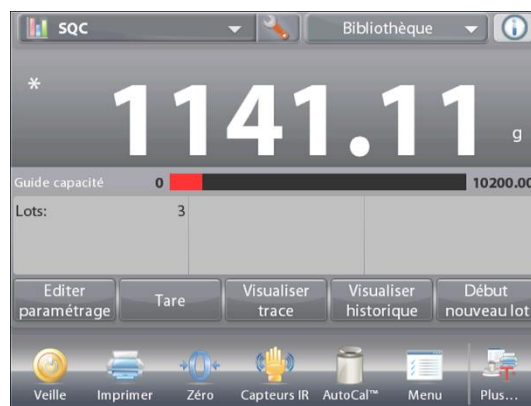 SQC Bibliothèque
* 1141.11 g
Guide capacité 0 10200.00
Lots: 3
Editer paramétrage
Tare
Visualiser trace
Visualiser historique
Début nouveau lot
Veille Imprimer Zéro Capteurs IR AutoCal™ Menu Plus...